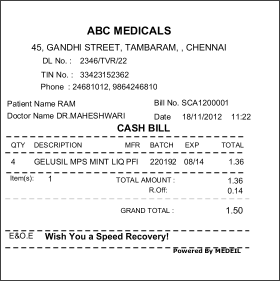 ABC MEDICALS
45, GANDHI STREET, TAMBARAM, , CHENNAI
DL No. : 2346/TVR/22
TIN No. : 33423152362
Phone : 24681012, 9864246810
Patient Name RAM Bill No. SCA1200001
Doctor Name DR.MAHESHWARI Date 18/11/2012 11:22
CASH BILL
QTY DESCRIPTION MFR BATCH EXP TOTAL
4 GELUSIL MPS MINT LIQ PFI 220192 08/14 1.36
Item(s): 1 TOTAL AMOUNT : 1.36
R.Off: 0.14
GRAND TOTAL : 1.50
E&O.E Wish You a Speed Recovery!
Powered By MEDEIL